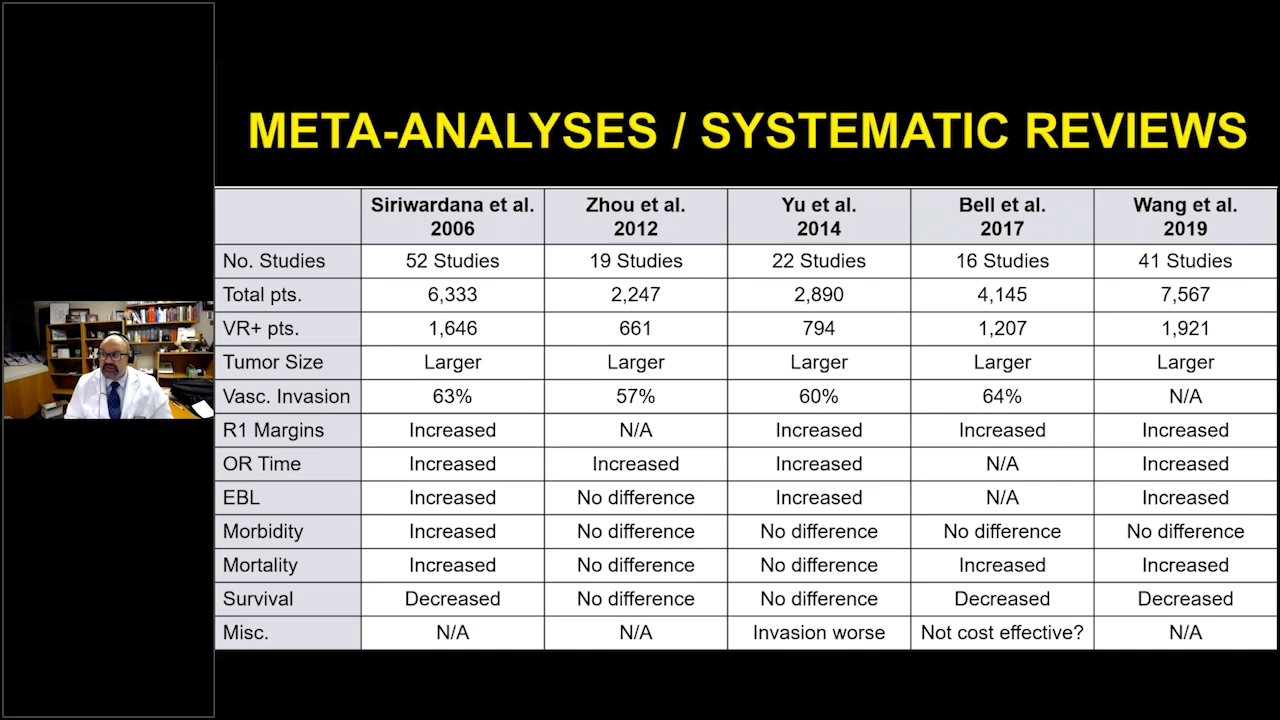 META-ANALYSES / SYSTEMATIC REVIEWS
Siriwardana et al. 2006 Zhou et al. 2012 Yu et al. 2014 Bell et al. 2017 Wang et al. 2019
No. Studies 52 Studies 19 Studies 22 Studies 16 Studies 41 Studies
Total pts. 6,333 2,247 2,890 4,145 7,567
VR+ pts. 1,646 661 794 1,207 1,921
Tumor Size Larger Larger Larger Larger Larger
Vasc. Invasion 63% 57% 60% 64% N/A
R1 Margins Increased N/A Increased Increased Increased
OR Time Increased Increased Increased N/A Increased
EBL Increased No difference Increased N/A Increased
Morbidity Increased No difference No difference No difference No difference
Mortality Increased No difference No difference Increased Increased
Survival Decreased No difference No difference Decreased Decreased
Misc. N/A N/A Invasion worse Not cost effective? N/A